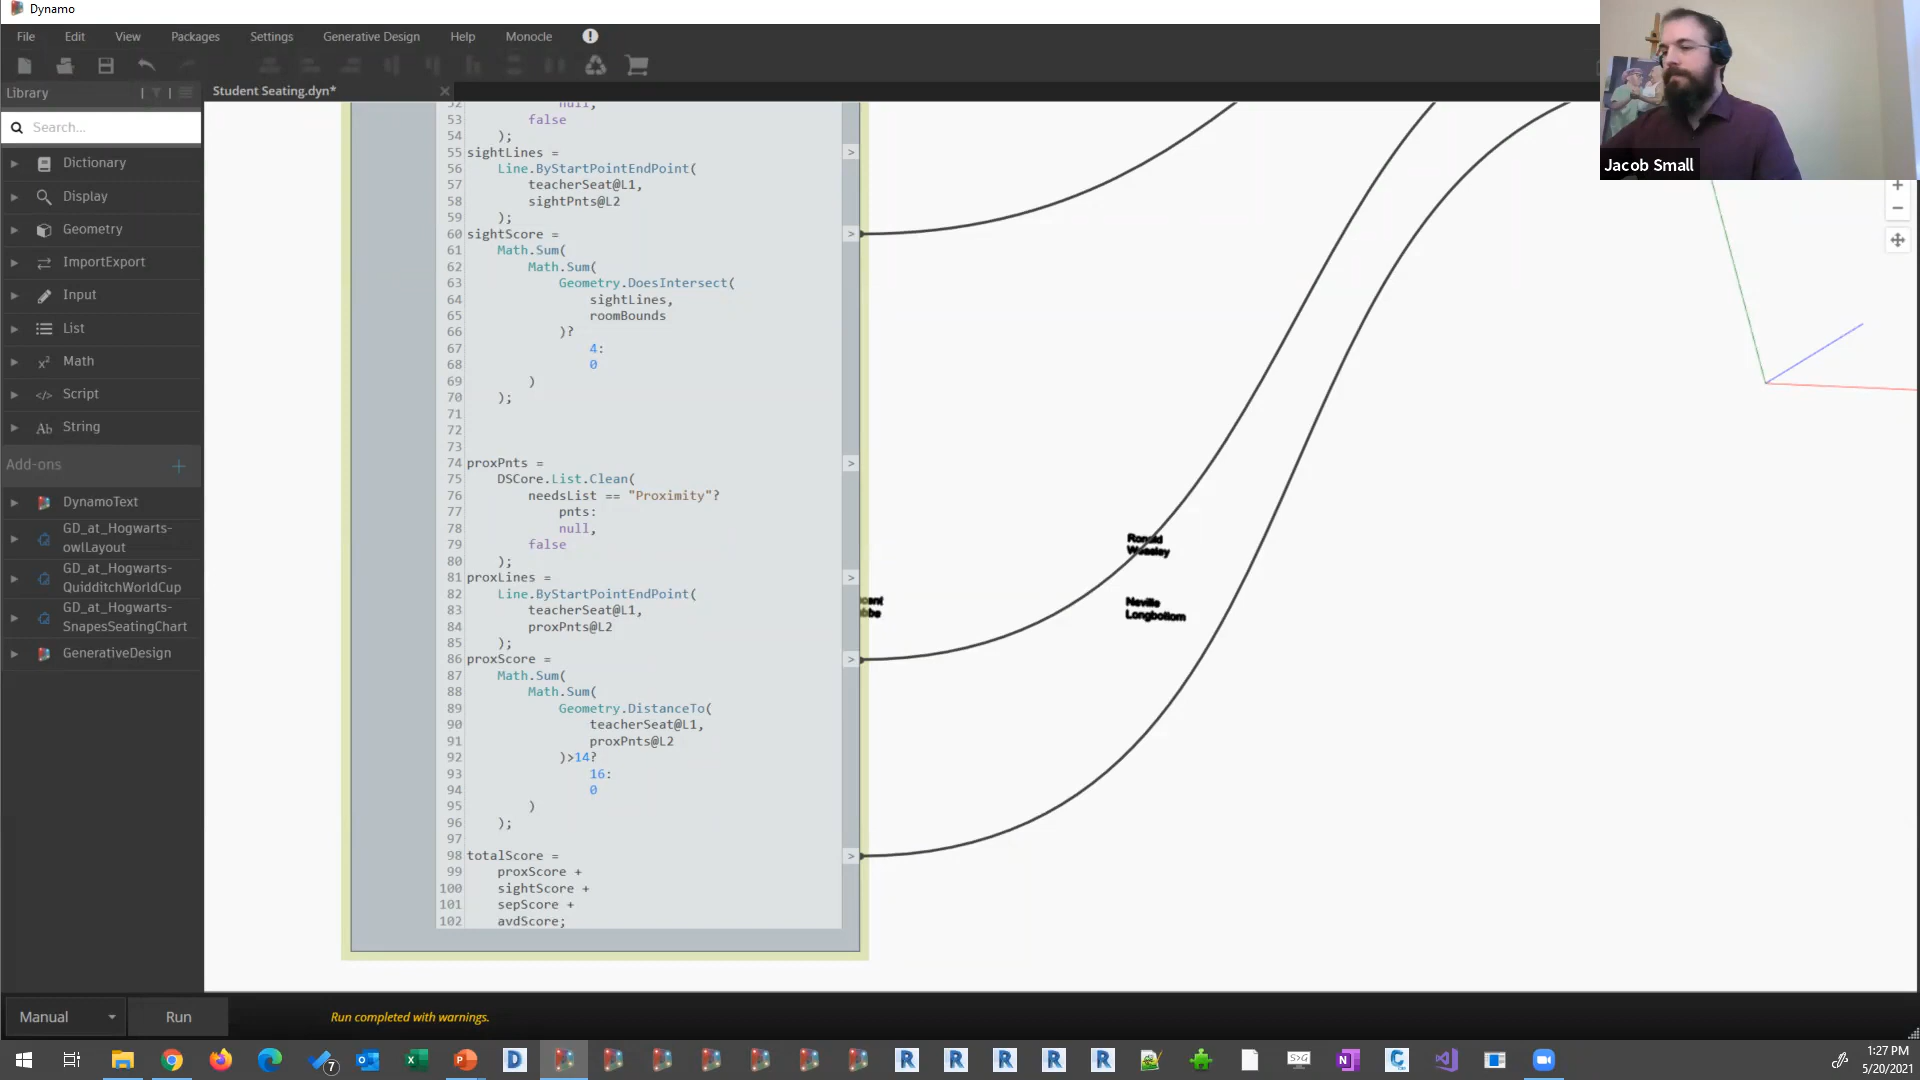 Dynamo
File Edit View Packages Settings Generative Design Help Monocle
Library
Student Seating.dyn*
Search...
Dictionary
Display
Geometry
ImportExport
Input
List
Math
Script
String
Add-ons
DynamoText
GD_at_Hogwarts-
owlLayout
GD_at_Hogwarts-
QuidditchWorldCup
GD_at_Hogwarts-
SnapesSeatingChart
GenerativeDesign
52 null,
53 false
54 );
55 sightLines =
56 Line.ByStartPointEndPoint(
57 teacherSeat@L1,
58 sightPnts@L2
59 );
60 sightScore =
61 Math.Sum(
62 Math.Sum(
63 Geometry.DoesIntersect(
64 sightLines,
65 roomBounds
66 )?
67 4:
68 0
69 )
70 );
71
72
73
74 proxPnts =
75 DSCore.List.Clean(
76 needsList == "Proximity"?
77 pnts:
78 null,
79 false
80 );
81 proxLines =
82 Line.ByStartPointEndPoint(
83 teacherSeat@L1,
84 proxPnts@L2
85 );
86 proxScore =
87 Math.Sum(
88 Math.Sum(
89 Geometry.DistanceTo(
90 teacherSeat@L1,
91 proxPnts@L2
92 )>14?
93 16:
94 0
95 )
96 );
97
98 totalScore =
99 proxScore +
100 sightScore +
101 sepScore +
102 avdScore;
Ronald
Weasley
Neville
Longbottom
Jacob Small
Manual
Run
Run completed with warnings.
7
1:27 PM
5/20/2021